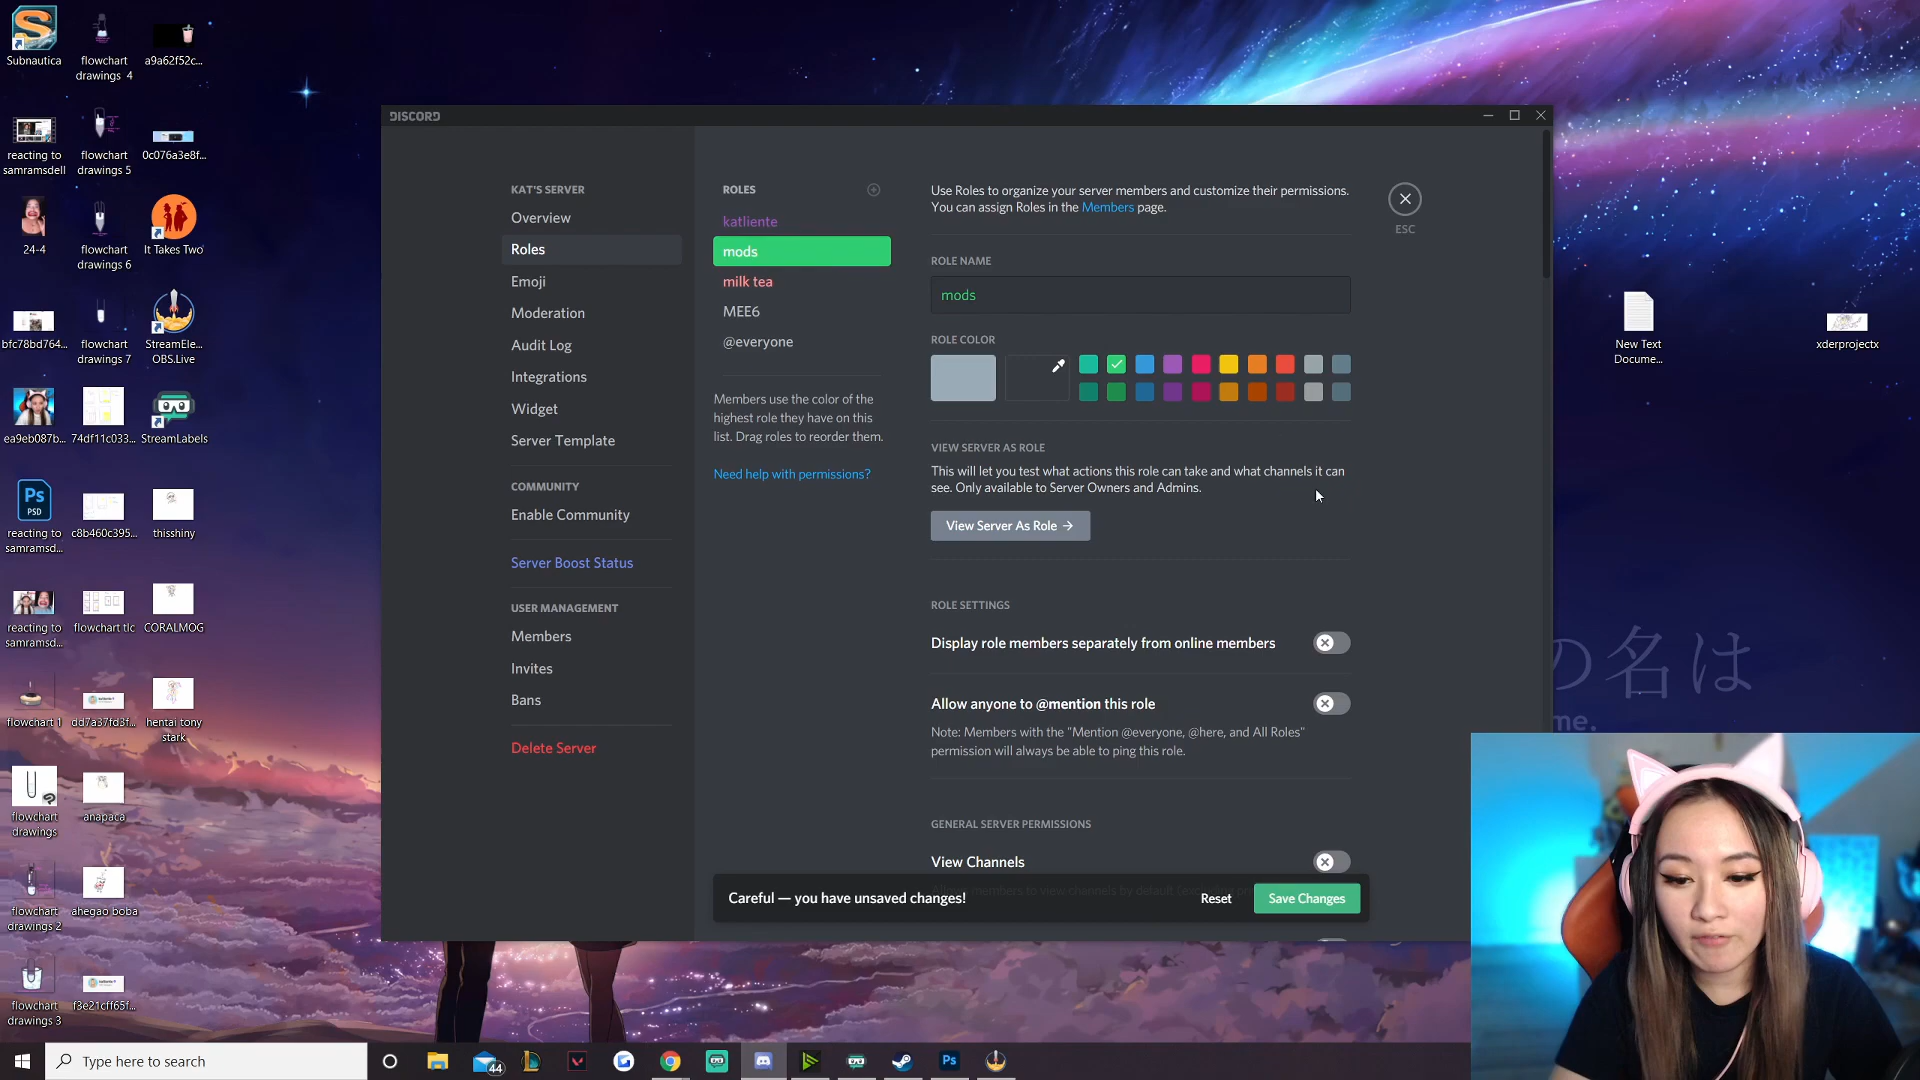 Subnautica
flowchart
drawings 4
a9a62f52c...
reacting to
samramsdell
flowchart
drawings 5
0c076a3e8f...
24-4
flowchart
drawings 6
It Takes Two
bfc78bd764...
flowchart
drawings 7
StreamEle...
OBS.Live
ea9eb087b...
74df11c033...
StreamLabels
Ps
PSD
reacting to
samramsd...
c8b460c395...
thisshiny
reacting to
samramsd...
flowchart tlc
CORALMOG
flowchart 1
dd7a37fd3f...
hentai tony
stark
flowchart
drawings
anapaca
flowchart
drawings 2
ahegao boba
flowchart
drawings 3
f3e21cff65f...
DISCORD
KAT'S SERVER
Overview
Roles
Emoji
Moderation
Audit Log
Integrations
Widget
Server Template
COMMUNITY
Enable Community
Server Boost Status
USER MANAGEMENT
Members
Invites
Bans
Delete Server
ROLES
katliente
mods
milk tea
MEE6
@everyone
Members use the color of the
highest role they have on this
list. Drag roles to reorder them.
Need help with permissions?
Use Roles to organize your server members and customize their permissions.
You can assign Roles in the Members page.
ESC
ROLE NAME
mods
ROLE COLOR
VIEW SERVER AS ROLE
This will let you test what actions this role can take and what channels it can
see. Only available to Server Owners and Admins.
View Server As Role →
ROLE SETTINGS
Display role members separately from online members
Allow anyone to @mention this role
Note: Members with the "Mention @everyone, @here, and All Roles"
permission will always be able to ping this role.
GENERAL SERVER PERMISSIONS
View Channels
Careful — you have unsaved changes!
Reset
Save Changes
New Text
Docume...
xderprojectx
の名は
me.
Type here to search
44
Ps